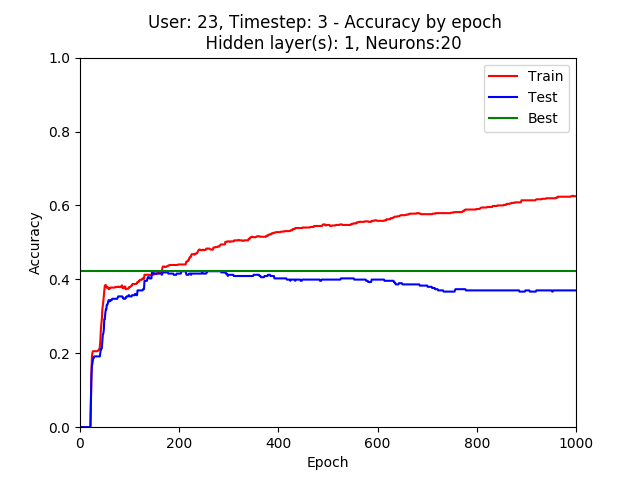 User: 23, Timestep: 3 - Accuracy by epoch
Hidden layer(s): 1, Neurons:20
1.0
Train
Test
Best
0.8
0.6
Accuracy
0.4
0.2
0.0
0 200 400 600 800 1000
Epoch